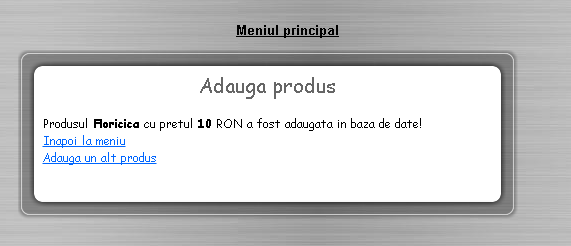 Meniul principal
Adauga produs
Produsul Floricica cu pretul 10 RON a fost adaugata in baza de date!
Inapoi la meniu
Adauga un alt produs